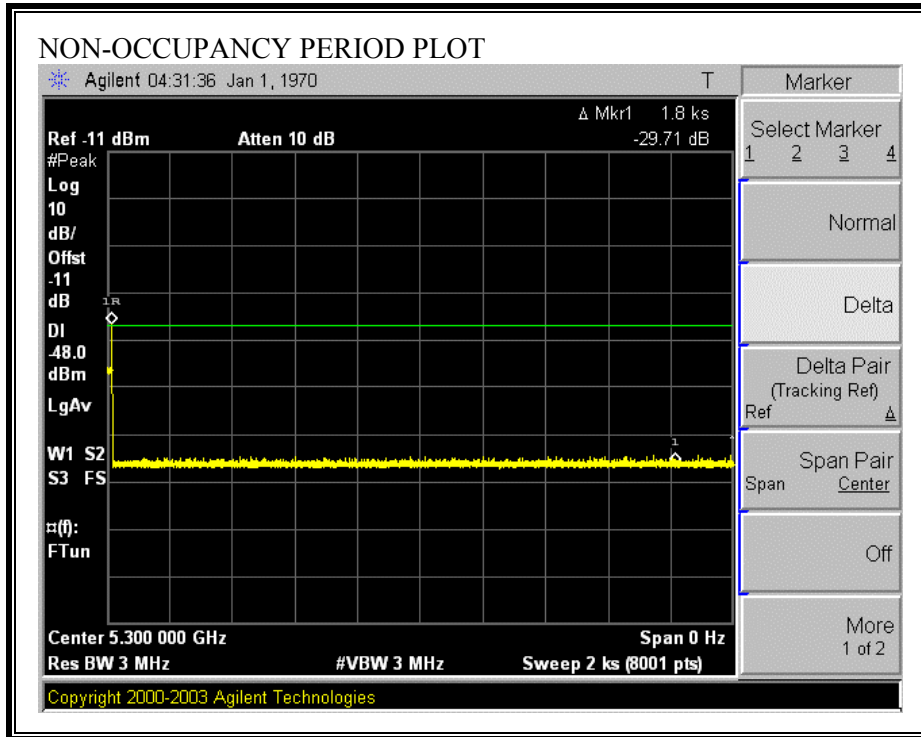 NON-OCCUPANCY PERIOD PLOT
Agilent 04:31:36 Jan 1, 1970 T
Δ Mkr1 1.8 ks
Ref -11 dBm Atten 10 dB -29.71 dB
#Peak
Log
10
dB/
Offst
-11
dB
1R
DI
-48.0
dBm
LgAv
1
W1 S2
S3 FS
¤(f):
FTun
Center 5.300 000 GHz Span 0 Hz
Res BW 3 MHz #VBW 3 MHz Sweep 2 ks (8001 pts)
Copyright 2000-2003 Agilent Technologies
Marker
Select Marker
1 2 3 4
Normal
Delta
Delta Pair
(Tracking Ref)
Ref Δ
Span Pair
Span Center
Off
More
1 of 2